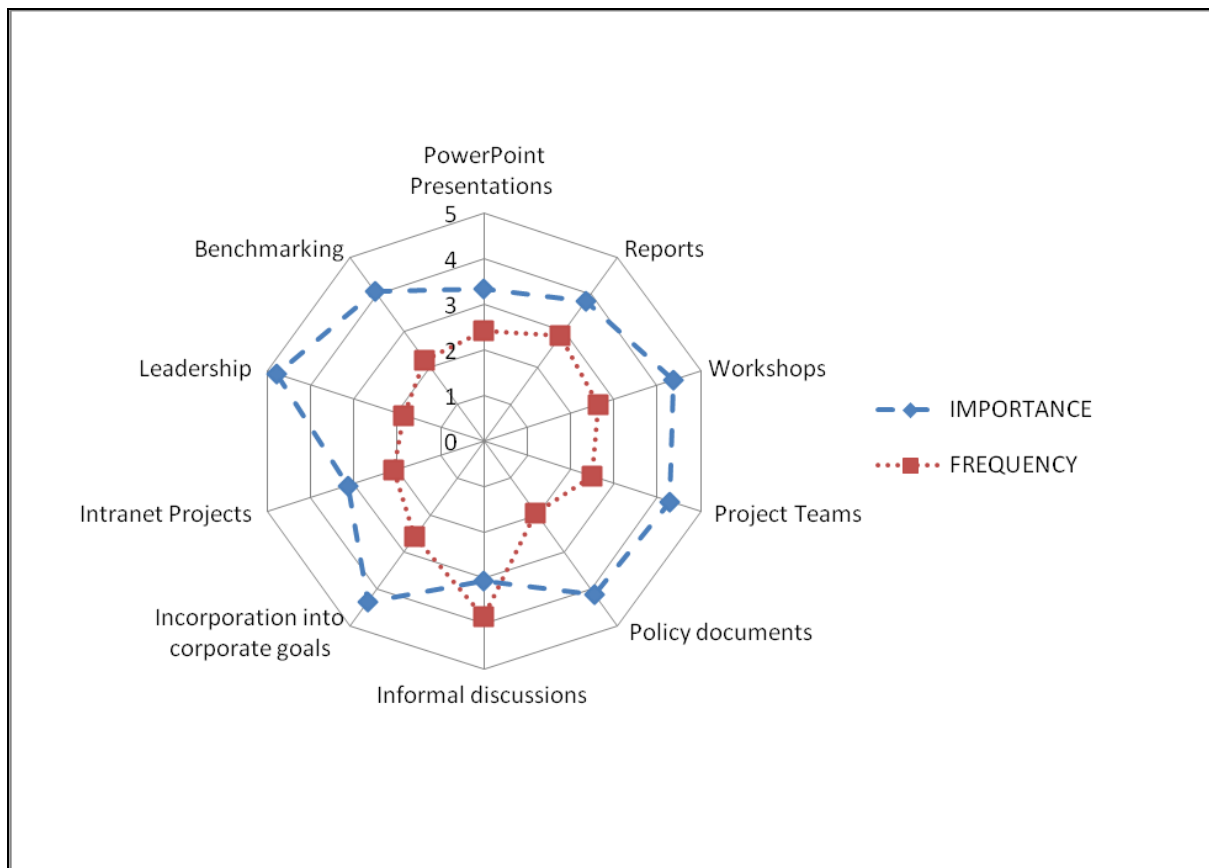 PowerPoint
Presentations
5
Benchmarking
Reports
4
3
2
Leadership
Workshops
1
IMPORTANCE
0
FREQUENCY
Intranet Projects
Project Teams
Incorporation into
corporate goals
Policy documents
Informal discussions